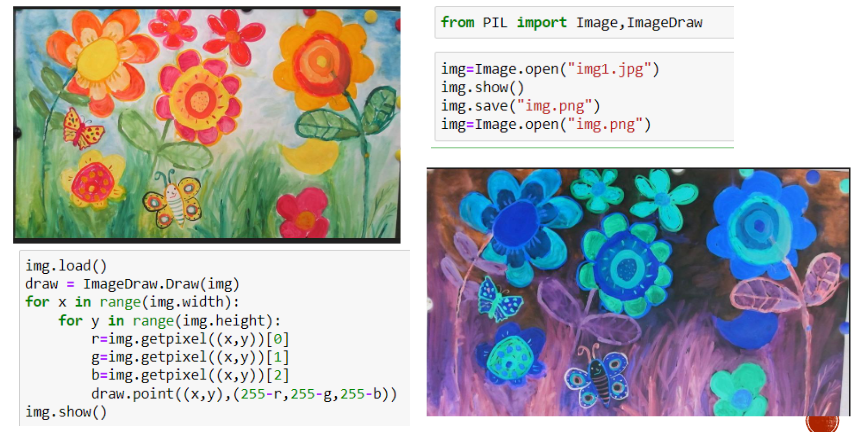 from PIL import Image,ImageDraw
img=Image.open("img1.jpg")
img.show()
img.save("img.png")
img=Image.open("img.png")
img.load()
draw = ImageDraw.Draw(img)
for x in range(img.width):
    for y in range(img.height):
        r=img.getpixel((x,y))[0]
        g=img.getpixel((x,y))[1]
        b=img.getpixel((x,y))[2]
        draw.point((x,y),(255-r,255-g,255-b))
img.show()